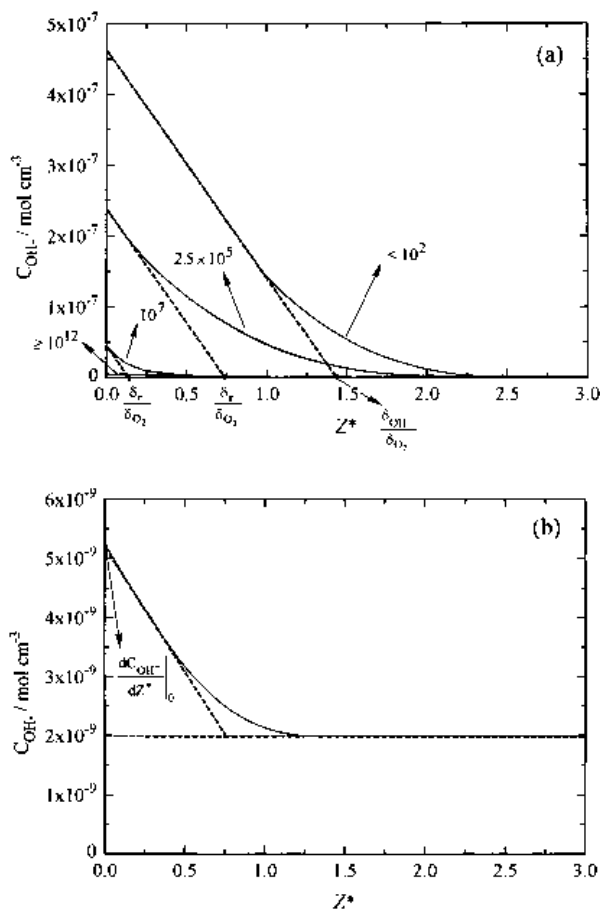 (a)
5x10⁻⁷
4x10⁻⁷
3x10⁻⁷
2x10⁻⁷
1x10⁻⁷
0
C_OH⁻ / mol cm⁻³
2.5×10⁵
< 10²
10⁷
10¹²
0.0 0.5 1.0 1.5 2.0 2.5 3.0
δ_r/δ_O₂ δ_r/δ_O₂ Z* δ_OH/δ_O₂
(b)
6x10⁻⁹
5x10⁻⁹
4x10⁻⁹
3x10⁻⁹
2x10⁻⁹
1x10⁻⁹
0
C_OH⁻ / mol cm⁻³
dC_OH⁻/dZ*|₀
0.0 0.5 1.0 1.5 2.0 2.5 3.0
Z*